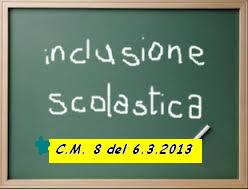 inclusione
scolastica
C.M. 8 del 6.3.2013